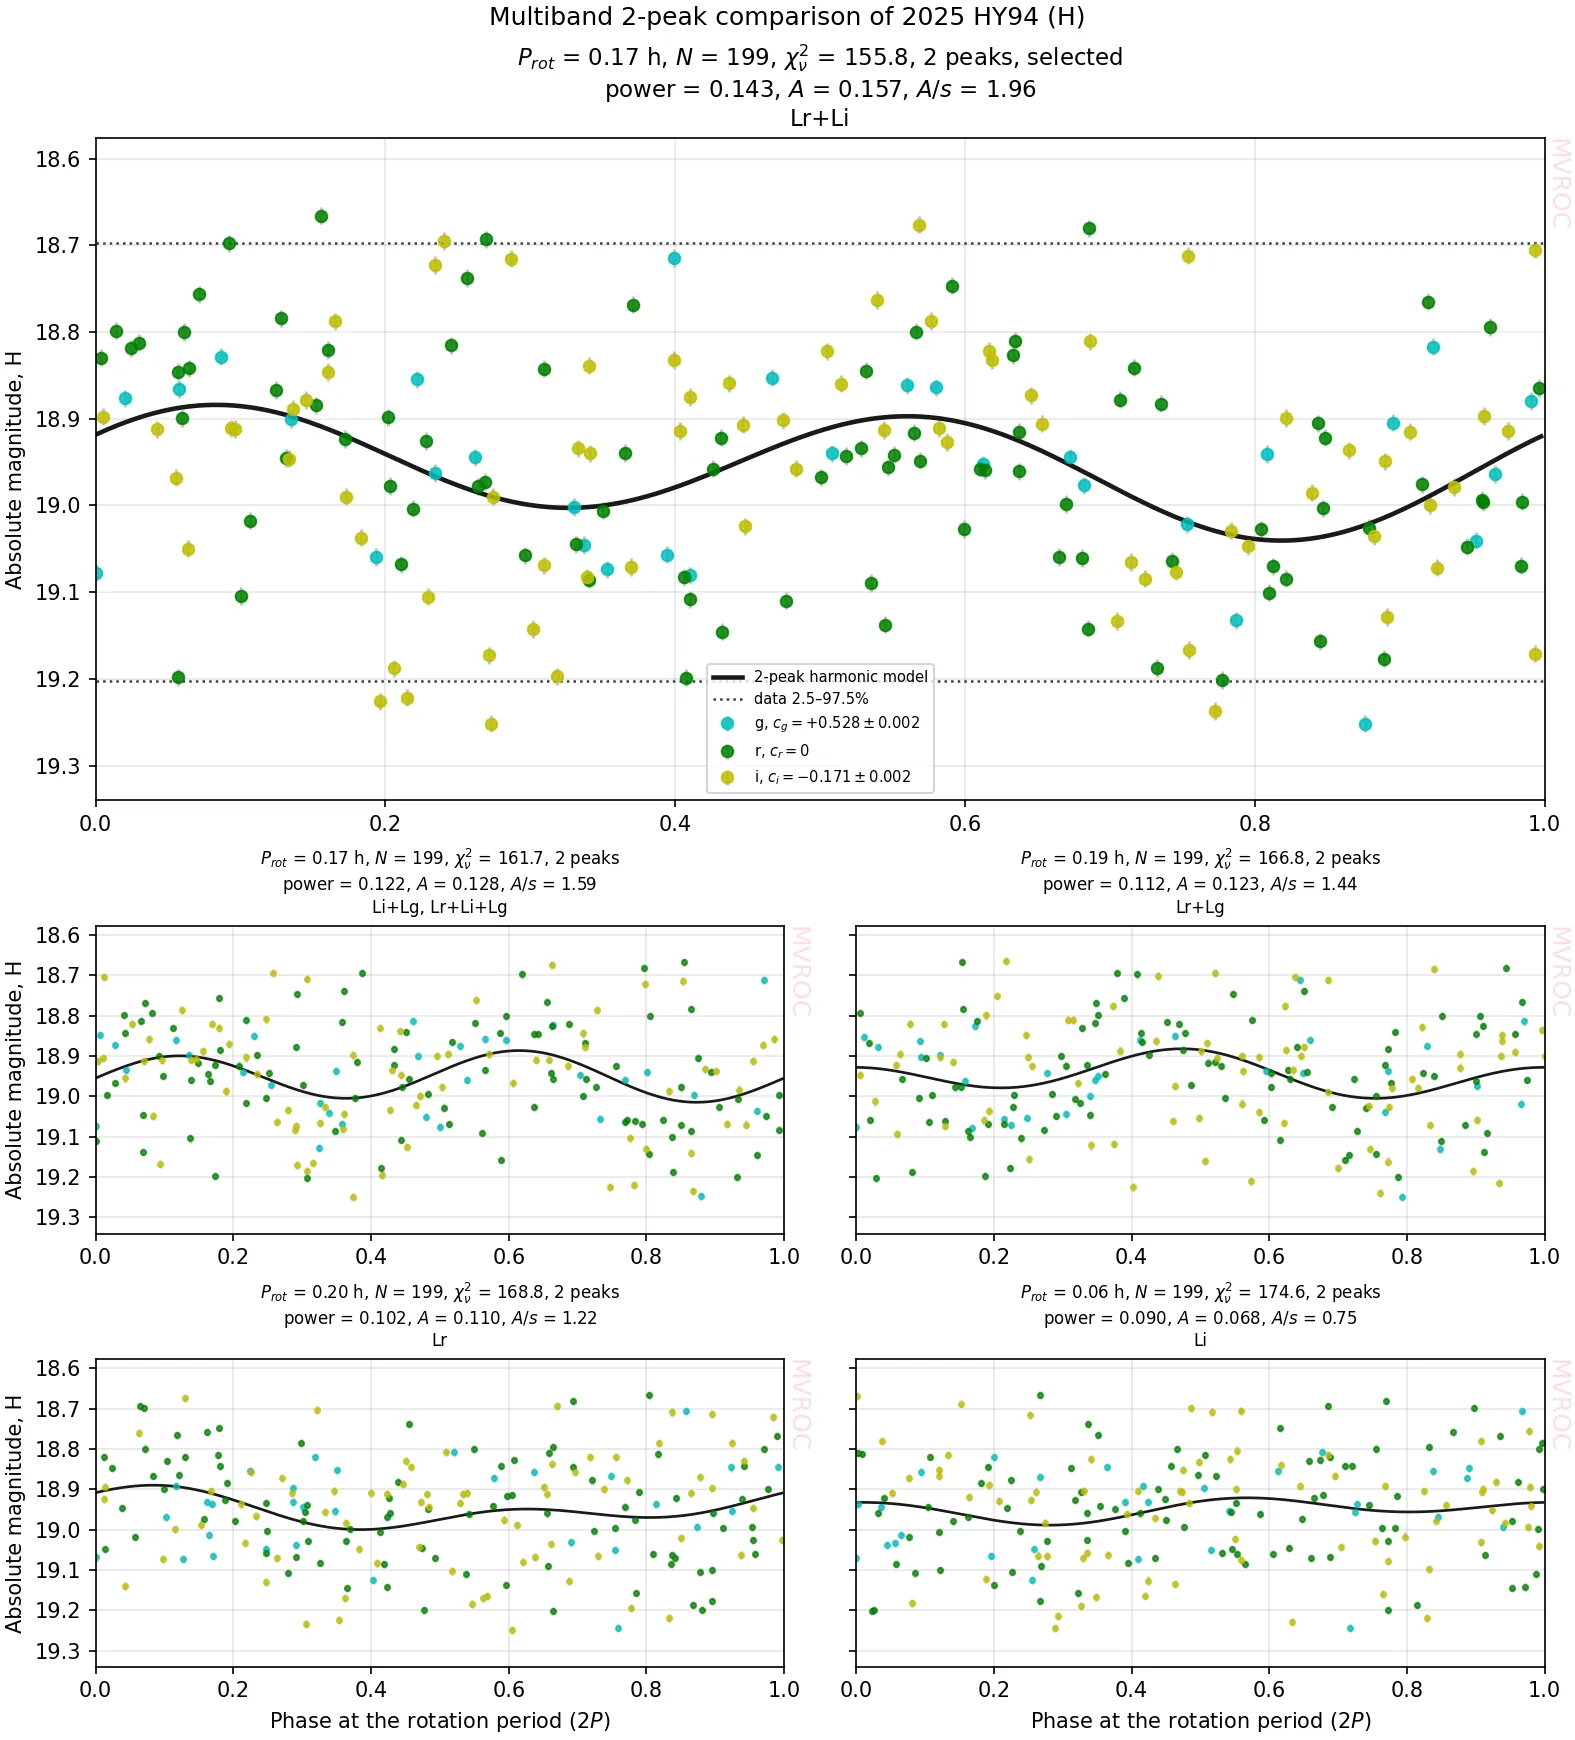 Multiband 2-peak comparison of 2025 HY94 (H)
P_rot = 0.17 h, N = 199, χ²_ν = 155.8, 2 peaks, selected
power = 0.143, A = 0.157, A/s = 1.96
Lr+Li
MVROC
Absolute magnitude, H
18.6
18.7
18.8
18.9
19.0
19.1
19.2
19.3
2-peak harmonic model
data 2.5–97.5%
g, c_g = +0.528 ± 0.002
r, c_r = 0
i, c_i = −0.171 ± 0.002
0.0 0.2 0.4 0.6 0.8 1.0
P_rot = 0.17 h, N = 199, χ²_ν = 161.7, 2 peaks
power = 0.122, A = 0.128, A/s = 1.59
Li+Lg, Lr+Li+Lg
MVROC
Absolute magnitude, H
18.6
18.7
18.8
18.9
19.0
19.1
19.2
19.3
0.0 0.2 0.4 0.6 0.8 1.0
P_rot = 0.19 h, N = 199, χ²_ν = 166.8, 2 peaks
power = 0.112, A = 0.123, A/s = 1.44
Lr+Lg
MVROC
0.0 0.2 0.4 0.6 0.8 1.0
P_rot = 0.20 h, N = 199, χ²_ν = 168.8, 2 peaks
power = 0.102, A = 0.110, A/s = 1.22
Lr
MVROC
Absolute magnitude, H
18.6
18.7
18.8
18.9
19.0
19.1
19.2
19.3
0.0 0.2 0.4 0.6 0.8 1.0
Phase at the rotation period (2P)
P_rot = 0.06 h, N = 199, χ²_ν = 174.6, 2 peaks
power = 0.090, A = 0.068, A/s = 0.75
Li
MVROC
0.0 0.2 0.4 0.6 0.8 1.0
Phase at the rotation period (2P)